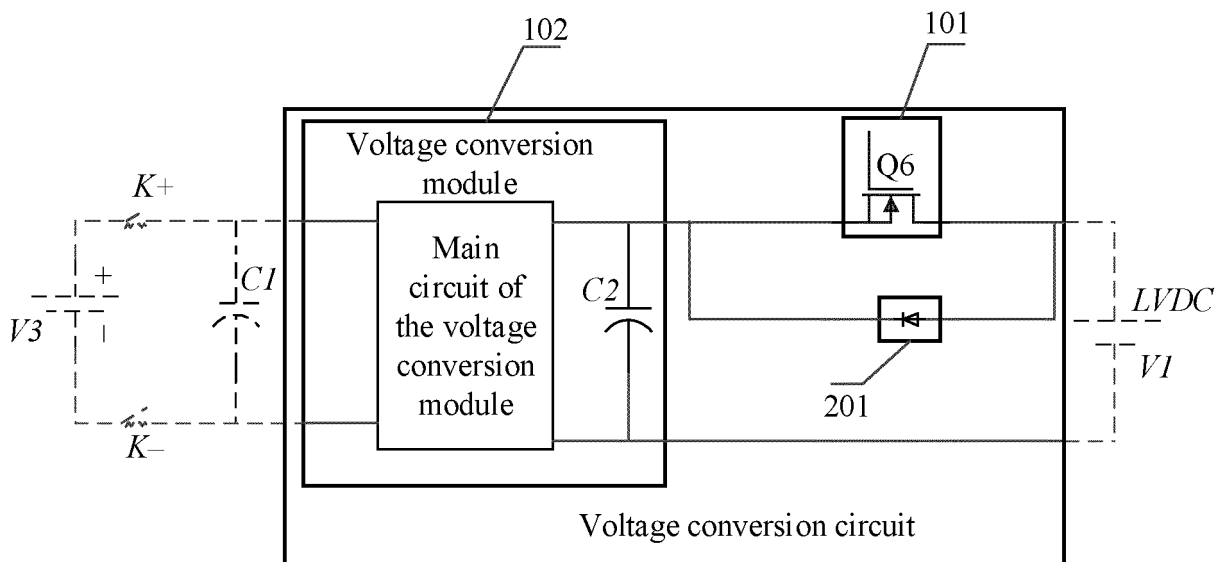 102
101
Voltage conversion
module
Q6
K+
Main
circuit of
the voltage
conversion
module
+
C1
C2
LVDC
V3
–
V1
201
K–
Voltage conversion circuit